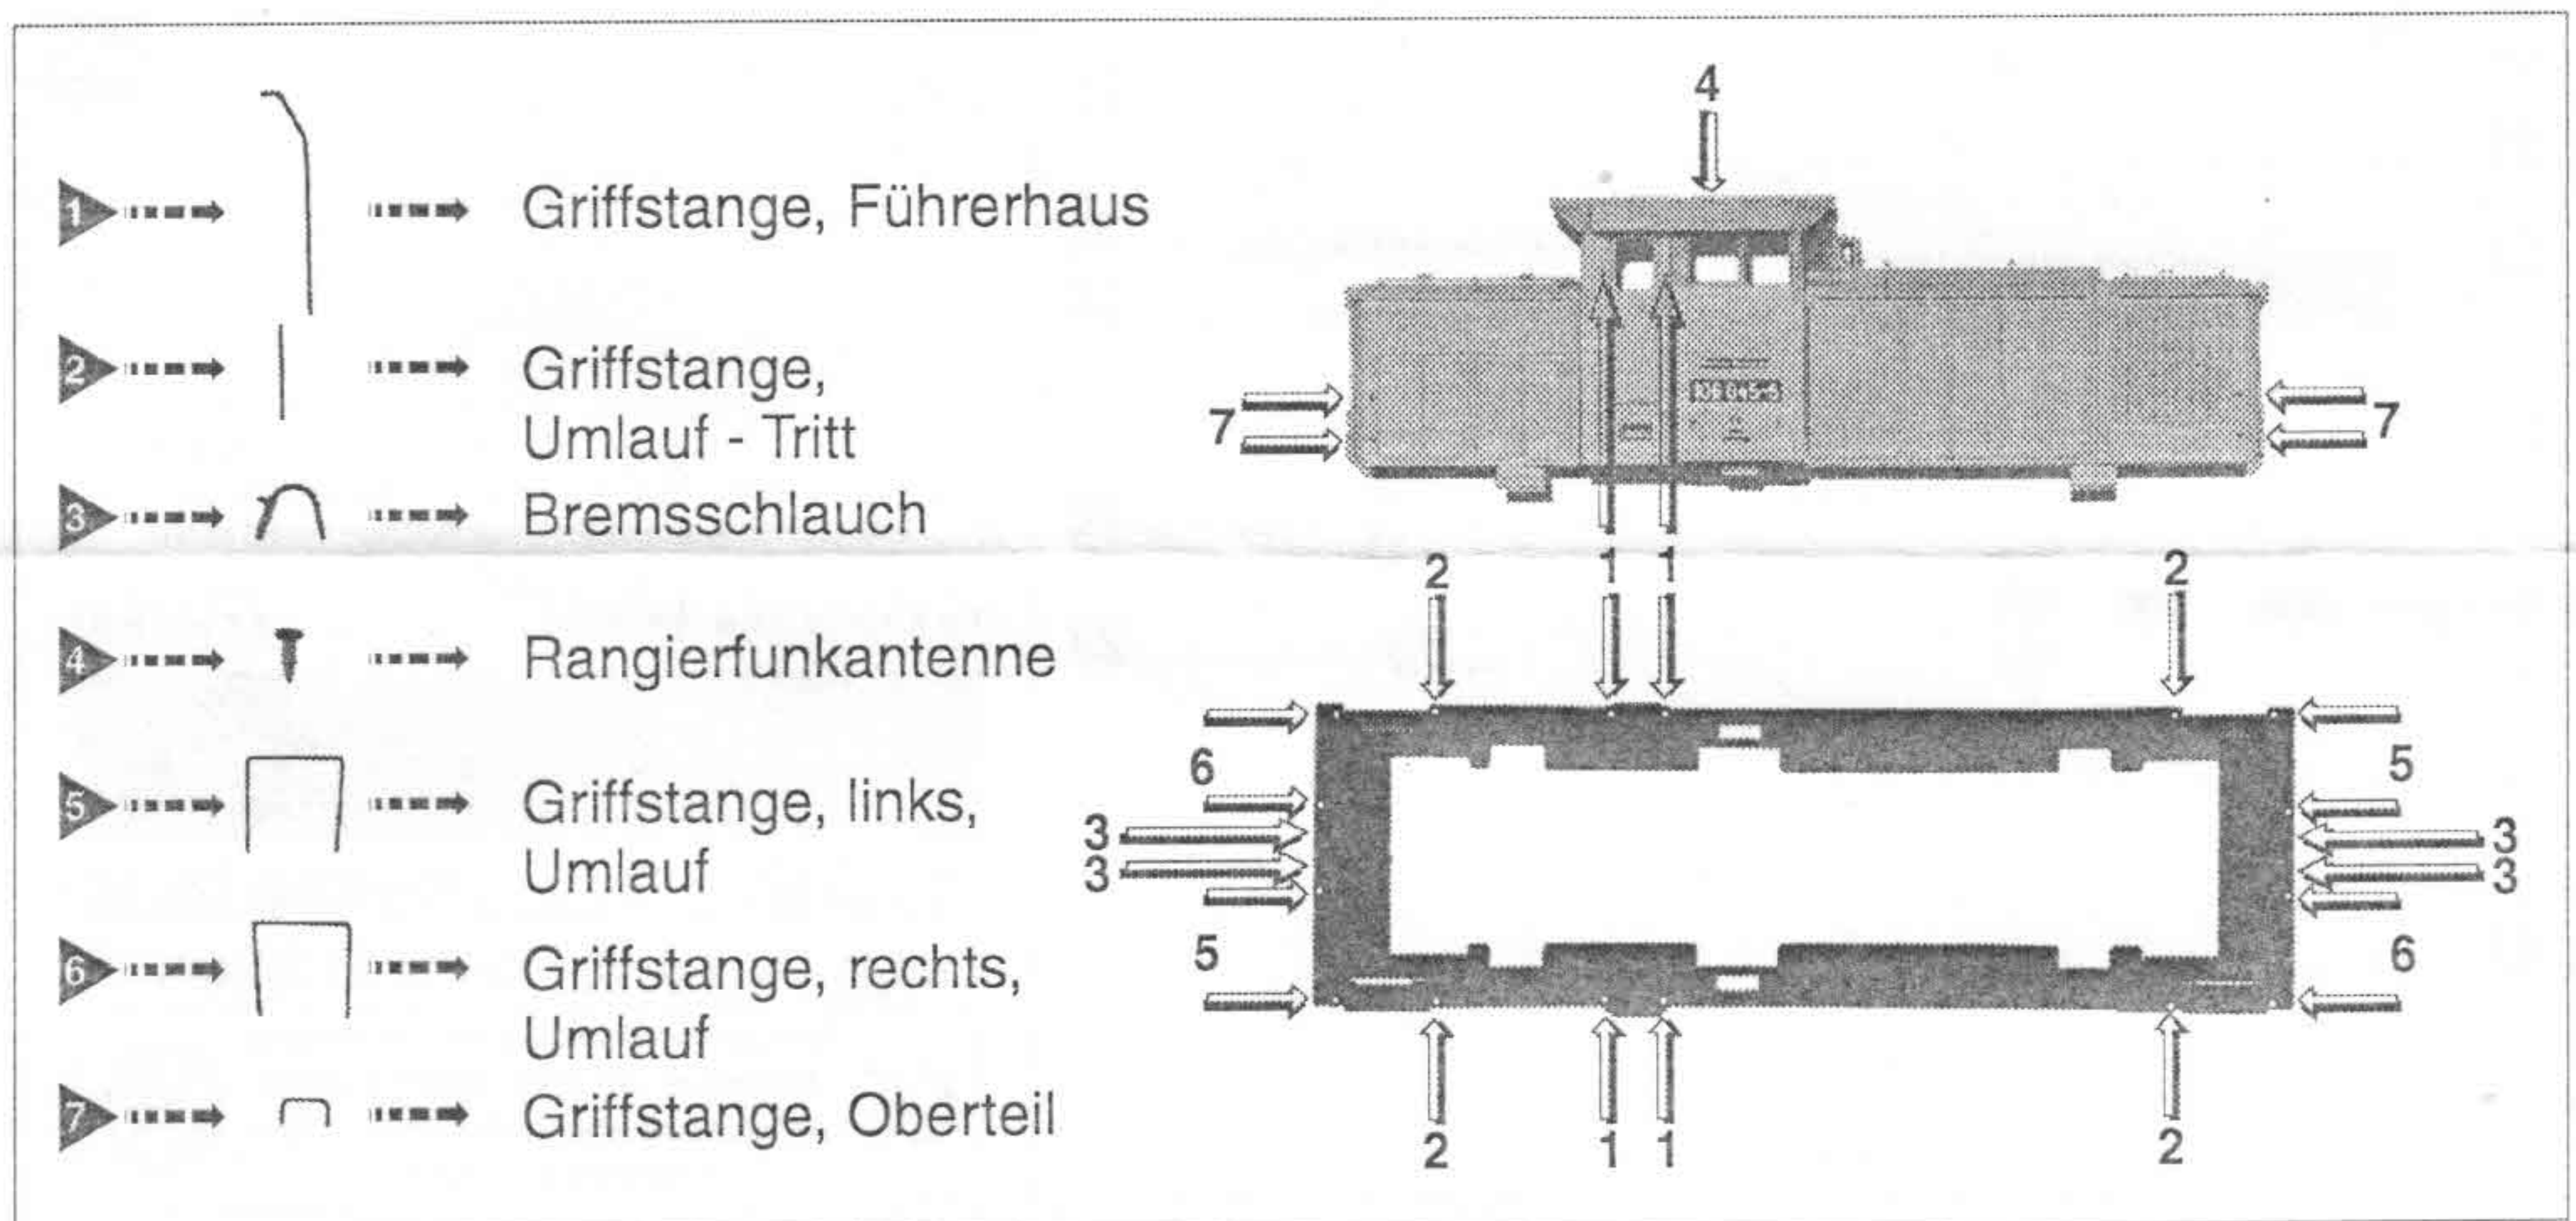 1 Griffstange, Führerhaus
2 Griffstange,
Umlauf - Tritt
3 Bremsschlauch
4 Rangierfunkantenne
5 Griffstange, links,
Umlauf
6 Griffstange, rechts,
Umlauf
7 Griffstange, Oberteil
4
7
7
2
1
1
2
6
5
3
3
3
3
5
6
2
1
1
2